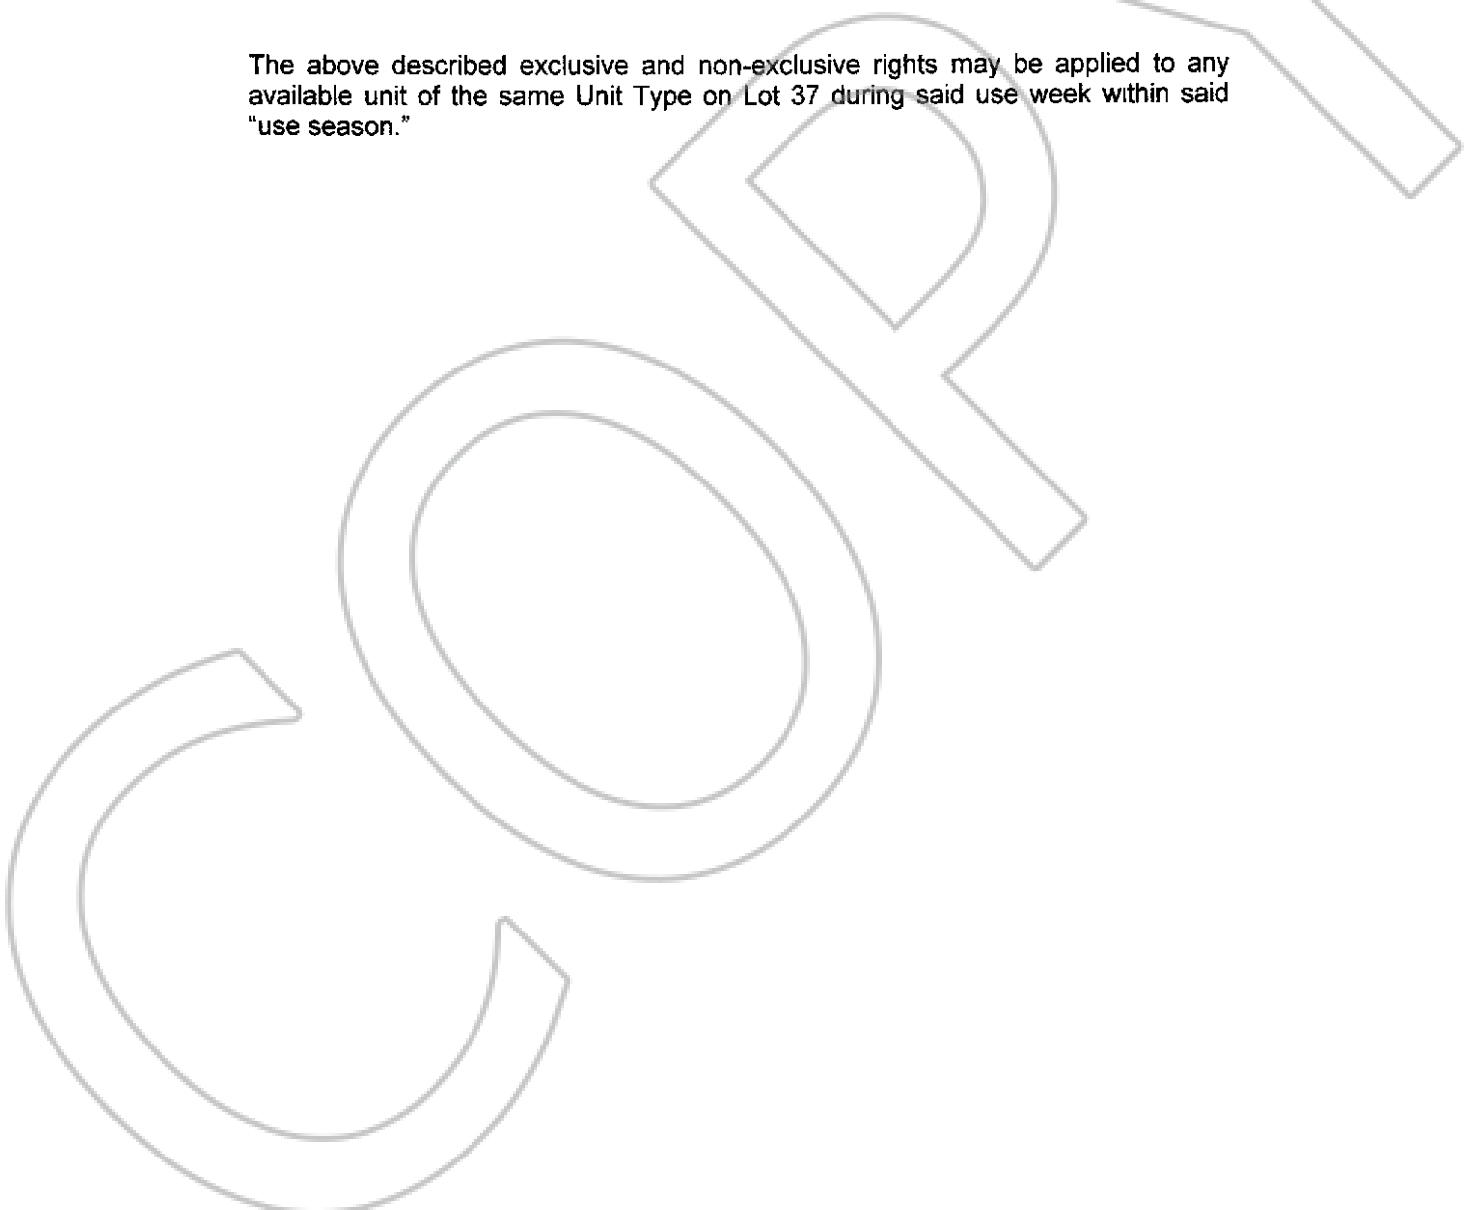 The above described exclusive and non-exclusive rights may be applied to any
available unit of the same Unit Type on Lot 37 during said use week within said
“use season.”
COPY